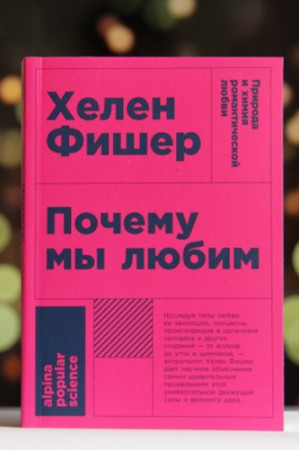 Хелен
Фишер
Природа
и химия
романтической
любви
Почему
мы любим
alpina
popular
science
Исследуя типы любви,
ее эволюцию, процессы,
происходящие в организме
человека и других
созданий — от волков
до уток и шимпанзе, —
антрополог Хелен Фишер
дает научное объяснение
самым удивительным
проявлениям этой
универсальной движущей
силы и великого дара.